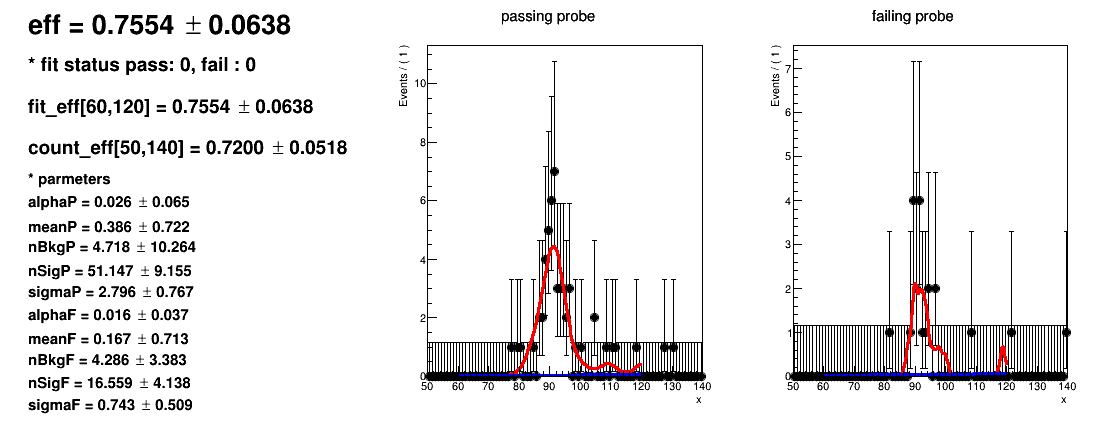 eff = 0.7554 ± 0.0638
* fit status pass: 0, fail : 0
fit_eff[60,120] = 0.7554 ± 0.0638
count_eff[50,140] = 0.7200 ± 0.0518
* parmeters
alphaP = 0.026 ± 0.065
meanP = 0.386 ± 0.722
nBkgP = 4.718 ± 10.264
nSigP = 51.147 ± 9.155
sigmaP = 2.796 ± 0.767
alphaF = 0.016 ± 0.037
meanF = 0.167 ± 0.713
nBkgF = 4.286 ± 3.383
nSigF = 16.559 ± 4.138
sigmaF = 0.743 ± 0.509
passing probe
Events / ( 1 )
10
8
6
4
2
0
50 60 70 80 90 100 110 120 130 140
x
failing probe
Events / ( 1 )
7
6
5
4
3
2
1
0
50 60 70 80 90 100 110 120 130 140
x